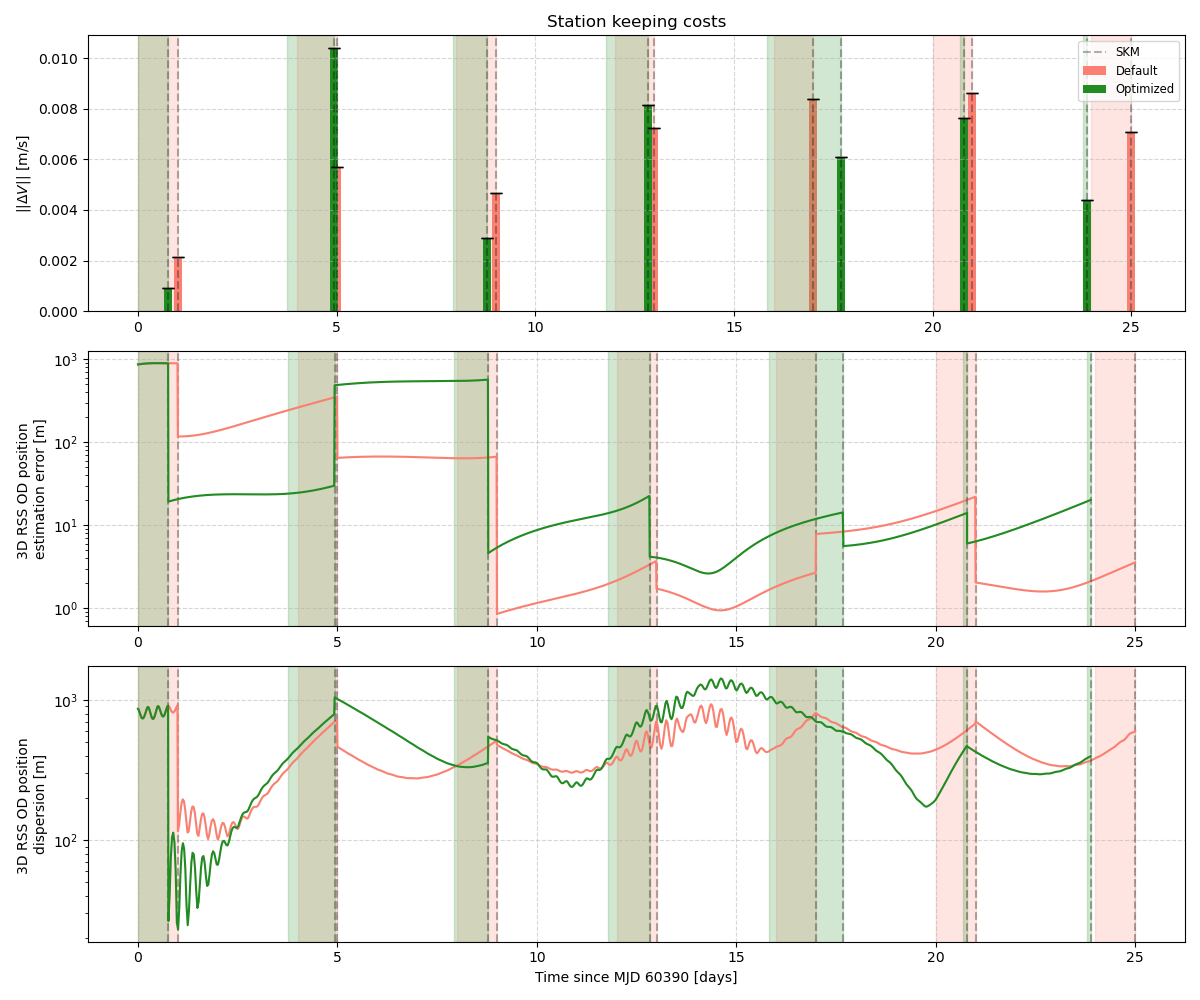 Station keeping costs
||ΔV|| [m/s]
0.010
0.008
0.006
0.004
0.002
0.000
SKM
Default
Optimized
0 5 10 15 20 25
3D RSS OD position
estimation error [m]
10³
10²
10¹
10⁰
0 5 10 15 20 25
3D RSS OD position
dispersion [m]
10³
10²
0 5 10 15 20 25
Time since MJD 60390 [days]